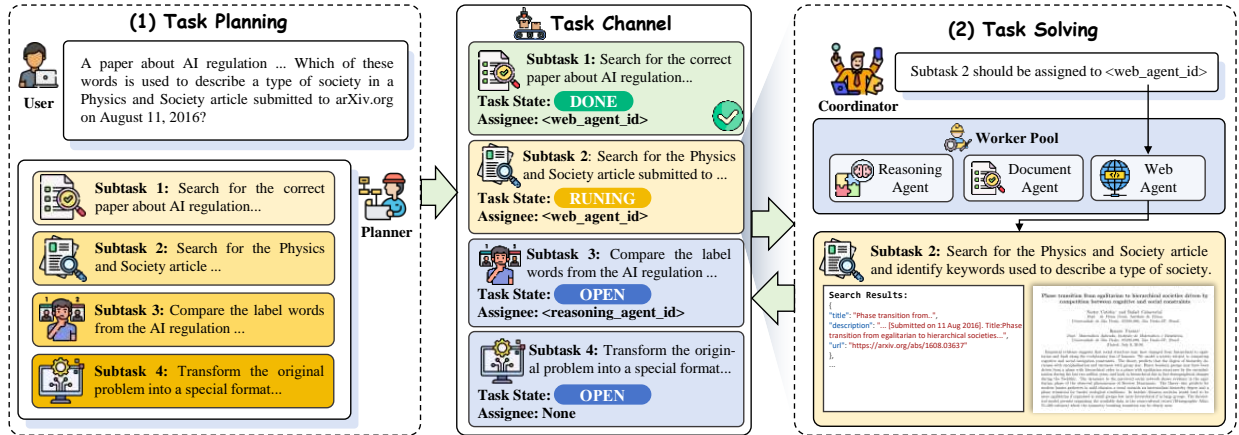 (1) Task Planning
User
A paper about AI regulation ... Which of these
words is used to describe a type of society in a
Physics and Society article submitted to arXiv.org
on August 11, 2016?
Subtask 1: Search for the correct
paper about AI regulation...
Subtask 2: Search for the Physics
and Society article ...
Subtask 3: Compare the label
words from the AI regulation ...
Subtask 4: Transform the original
problem into a special format...
Planner
Task Channel
Subtask 1: Search for the correct
paper about AI regulation...
Task State: DONE
Assignee: <web_agent_id>
Subtask 2: Search for the Physics
and Society article submitted to ...
Task State: RUNING
Assignee: <web_agent_id>
Subtask 3: Compare the label
words from the AI regulation ...
Task State: OPEN
Assignee: <reasoning_agent_id>
Subtask 4: Transform the origin-
al problem into a special format...
Task State: OPEN
Assignee: None
(2) Task Solving
Coordinator
Subtask 2 should be assigned to <web_agent_id>
Worker Pool
Reasoning
Agent
Document
Agent
Web
Agent
Subtask 2: Search for the Physics and Society article
and identify keywords used to describe a type of society.
Search Results:
{
"title": "Phase transition from..",
"description": "... [Submitted on 11 Aug 2016]. Title:Phase
transition from egalitarian to hierarchical societies...",
"url": "https://arxiv.org/abs/1608.03637"
},
...
Phase transition from egalitarian to hierarchical societies driven by
competition between cognitive and social constraints